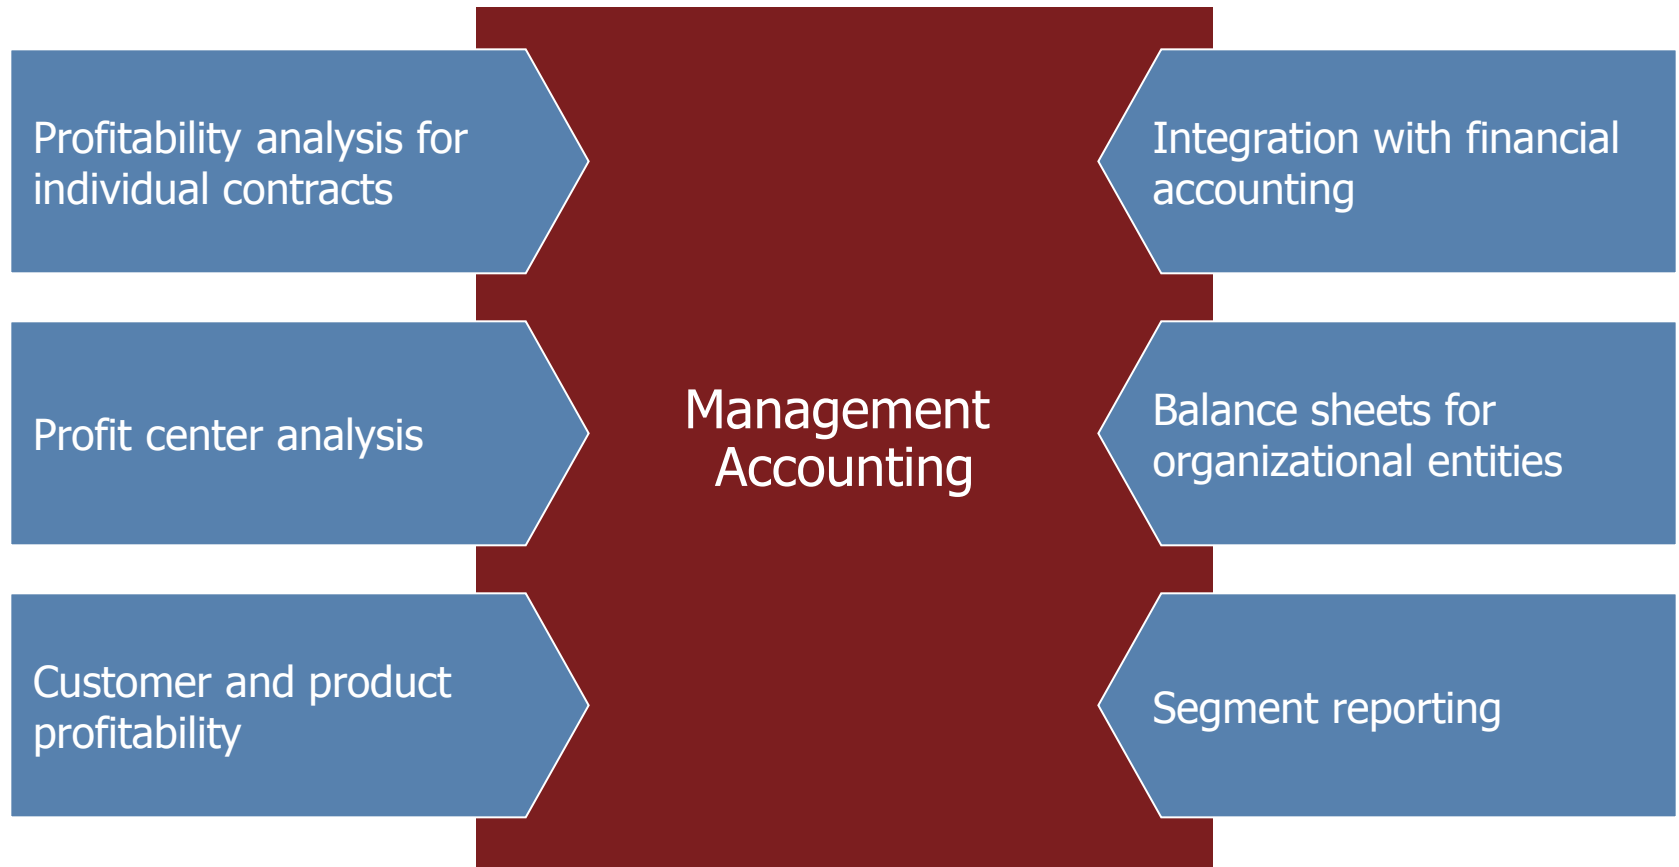 Profitability analysis for
individual contracts
Profit center analysis
Customer and product
profitability
Management
Accounting
Integration with financial
accounting
Balance sheets for
organizational entities
Segment reporting